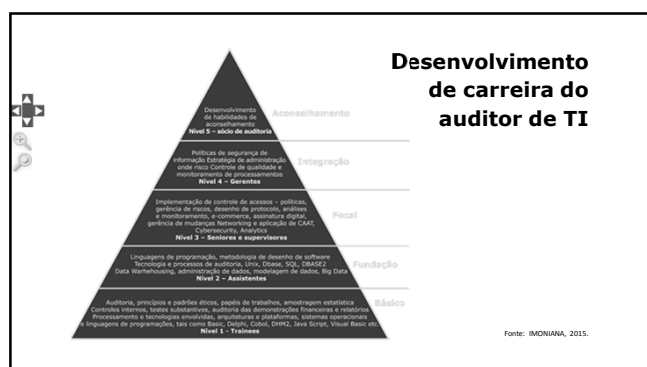 Desenvolvimento
de carreira do
auditor de TI
Desenvolvimento
de habilidades de
aconselhamento
Nível 5 – sócio de auditoria
Aconselhamento
Políticas de segurança de
informação Estratégia de administração
onde risco Controle de qualidade e
monitoramento de processamentos
Nível 4 – Gerentes
Integração
Implementação de controle de acessos – políticas,
gerência de riscos, desenho de protocolo, análises
e monitoramento, e-commerce, assinatura digital,
gerência de mudanças Networking e aplicação de CAAT,
Cybersecurity, Analytics
Nível 3 – Seniores e supervisores
Focal
Linguagens de programação, metodologia de desenho de software
Tecnologia e processos de auditoria, Unix, Dbase, SQL, DBASE2
Data Warhehousing, administração de dados, modelagem de dados, Big Data
Nível 2 – Assistentes
Fundação
Auditoria, princípios e padrões éticos, papéis de trabalhos, amostragem estatística
Controles internos, testes substantivos, auditoria das demonstrações financeiras e relatórios
Processamento e tecnologias envolvidas, arquiteturas e plataformas, sistemas operacionais
e linguagens de programações, tais como Basic, Delphi, Cobol, DHM2, Java Script, Visual Basic etc.
Nível 1 - Trainees
Básico
Fonte: IMONIANA, 2015.